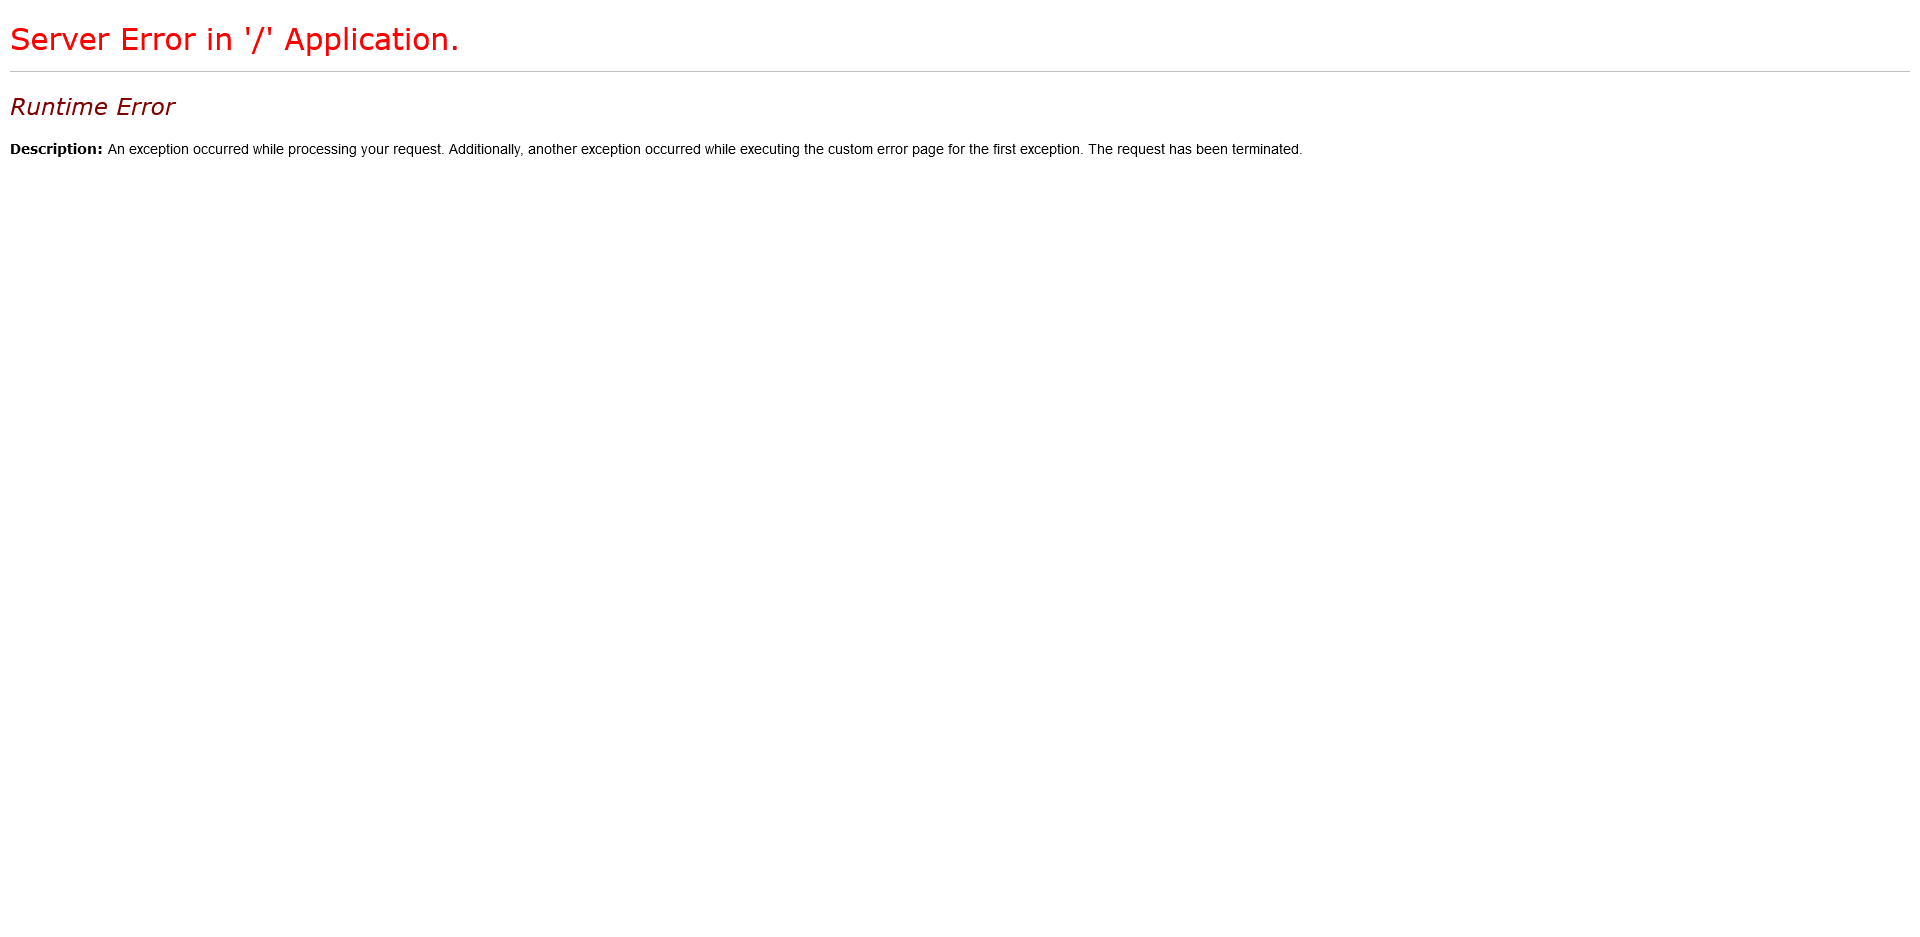 Server Error in '/' Application.
Runtime Error
Description: An exception occurred while processing your request. Additionally, another exception occurred while executing the custom error page for the first exception. The request has been terminated.